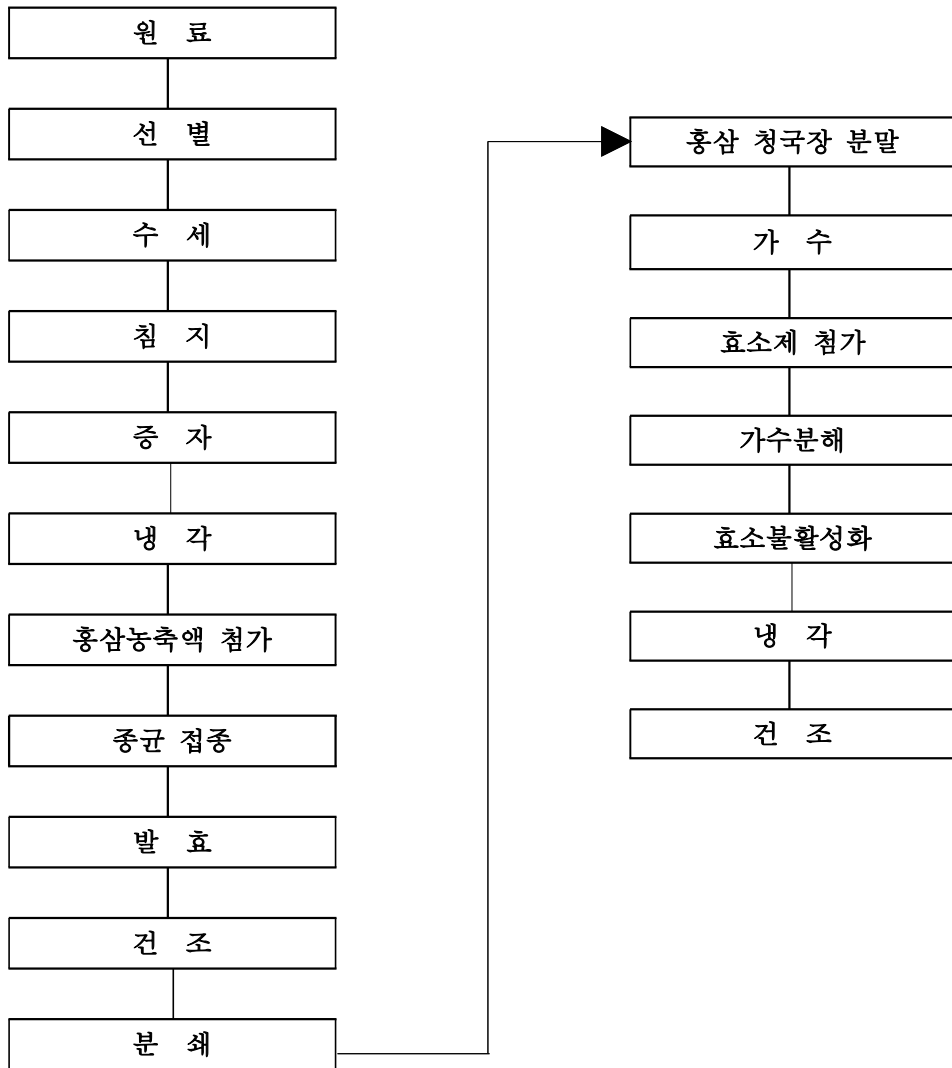 원 료
선 별
수 세
침 지
증 자
냉 각
홍삼농축액 첨가
종균 접종
발 효
건 조
분 쇄
홍삼 청국장 분말
가 수
효소제 첨가
가수분해
효소불활성화
냉 각
건 조